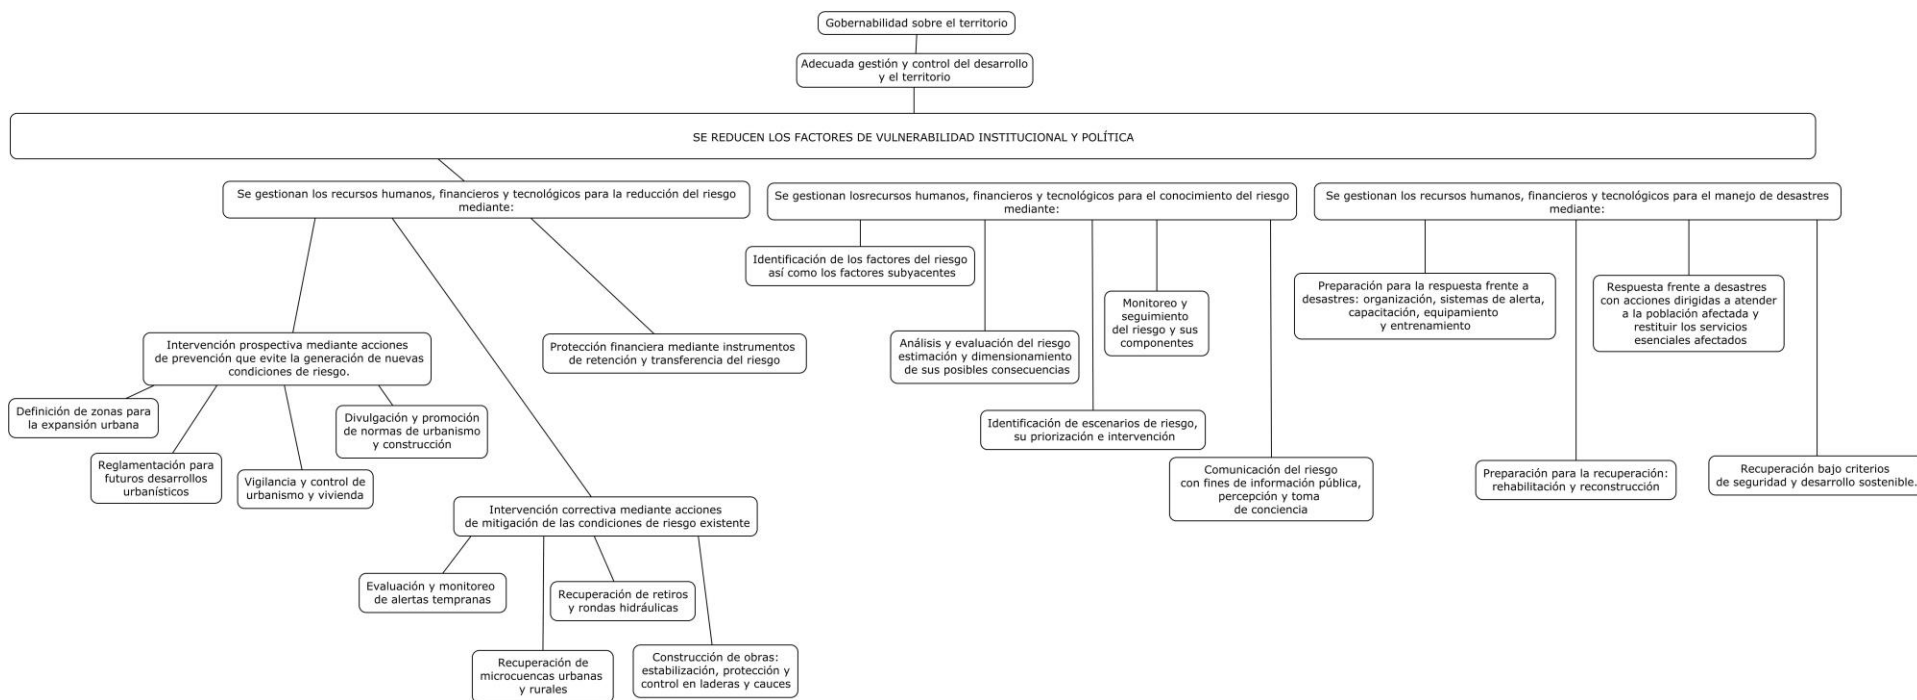 Gobernabilidad sobre el territorio
Adecuada gestión y control del desarrollo
y el territorio
SE REDUCEN LOS FACTORES DE VULNERABILIDAD INSTITUCIONAL Y POLÍTICA
Se gestionan los recursos humanos, financieros y tecnológicos para la reducción del riesgo
mediante:
Se gestionan losrecursos humanos, financieros y tecnológicos para el conocimiento del riesgo
mediante:
Se gestionan los recursos humanos, financieros y tecnológicos para el manejo de desastres
mediante:
Intervención prospectiva mediante acciones
de prevención que evite la generación de nuevas
condiciones de riesgo.
Definición de zonas para
la expansión urbana
Reglamentación para
futuros desarrollos
urbanísticos
Vigilancia y control de
urbanismo y vivienda
Divulgación y promoción
de normas de urbanismo
y construcción
Protección financiera mediante instrumentos
de retención y transferencia del riesgo
Intervención correctiva mediante acciones
de mitigación de las condiciones de riesgo existente
Evaluación y monitoreo
de alertas tempranas
Recuperación de
microcuencas urbanas
y rurales
Recuperación de retiros
y rondas hidráulicas
Construcción de obras:
estabilización, protección y
control en laderas y cauces
Identificación de los factores del riesgo
así como los factores subyacentes
Análisis y evaluación del riesgo
estimación y dimensionamiento
de sus posibles consecuencias
Monitoreo y
seguimiento
del riesgo y sus
componentes
Identificación de escenarios de riesgo,
su priorización e intervención
Comunicación del riesgo
con fines de información pública,
percepción y toma
de conciencia
Preparación para la respuesta frente a
desastres: organización, sistemas de alerta,
capacitación, equipamiento
y entrenamiento
Respuesta frente a desastres
con acciones dirigidas a atender
a la población afectada y
restituir los servicios
esenciales afectados
Preparación para la recuperación:
rehabilitación y reconstrucción
Recuperación bajo criterios
de seguridad y desarrollo sostenible.